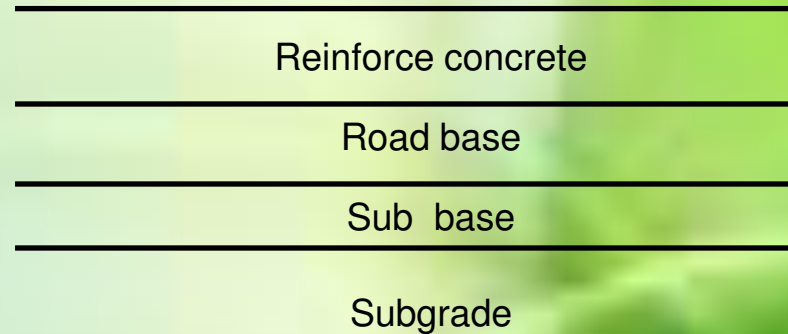 Reinforce concrete
Road base
Sub base
Subgrade